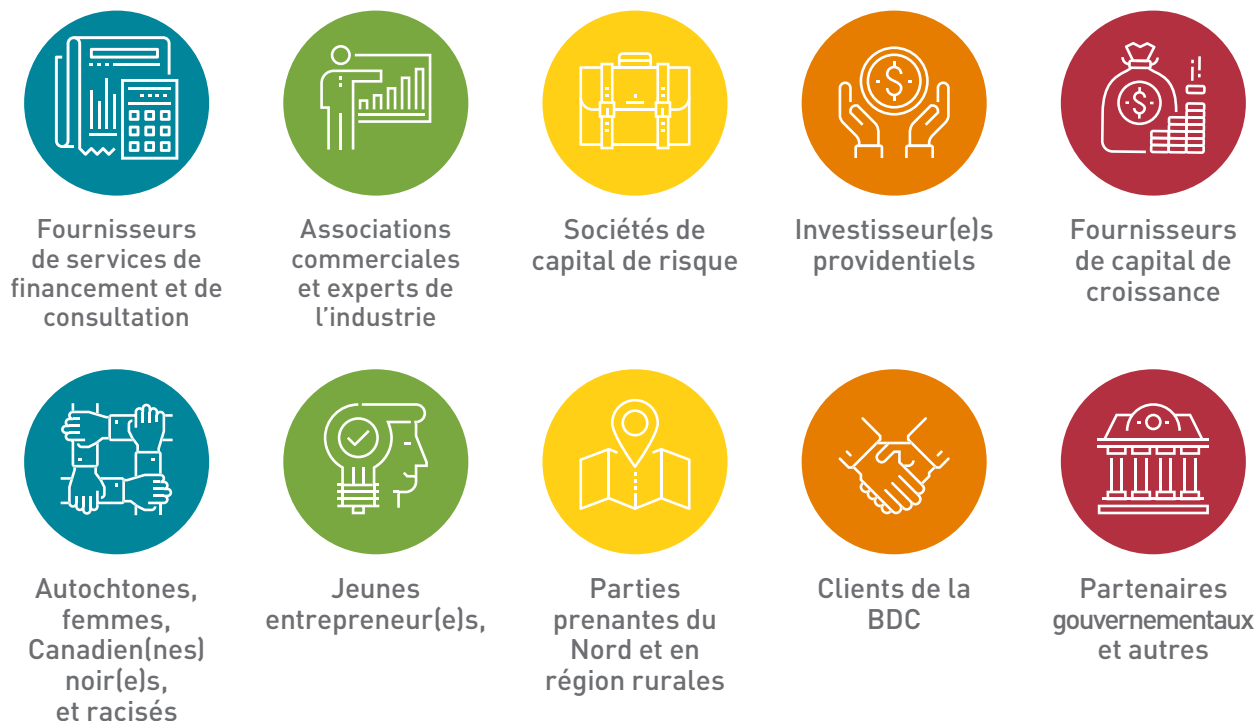 Fournisseurs
de services de
financement et de
consultation
Associations
commerciales
et experts de
l’industrie
Sociétés de
capital de risque
Investisseur(e)s
providentiels
Fournisseurs
de capital de
croissance
Autochtones,
femmes,
Canadien(nes)
noir(e)s,
et racisés
Jeunes
entrepreneur(e)s,
Parties
prenantes du
Nord et en
région rurales
Clients de la
BDC
Partenaires
gouvernementaux
et autres